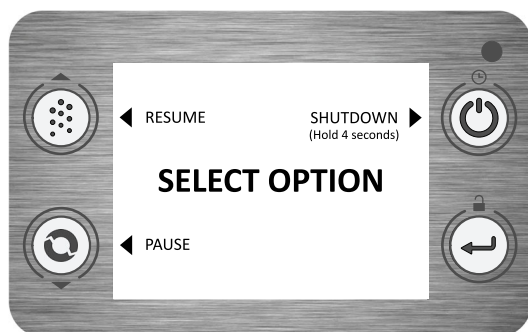 RESUME
SHUTDOWN
(Hold 4 seconds)
SELECT OPTION
PAUSE